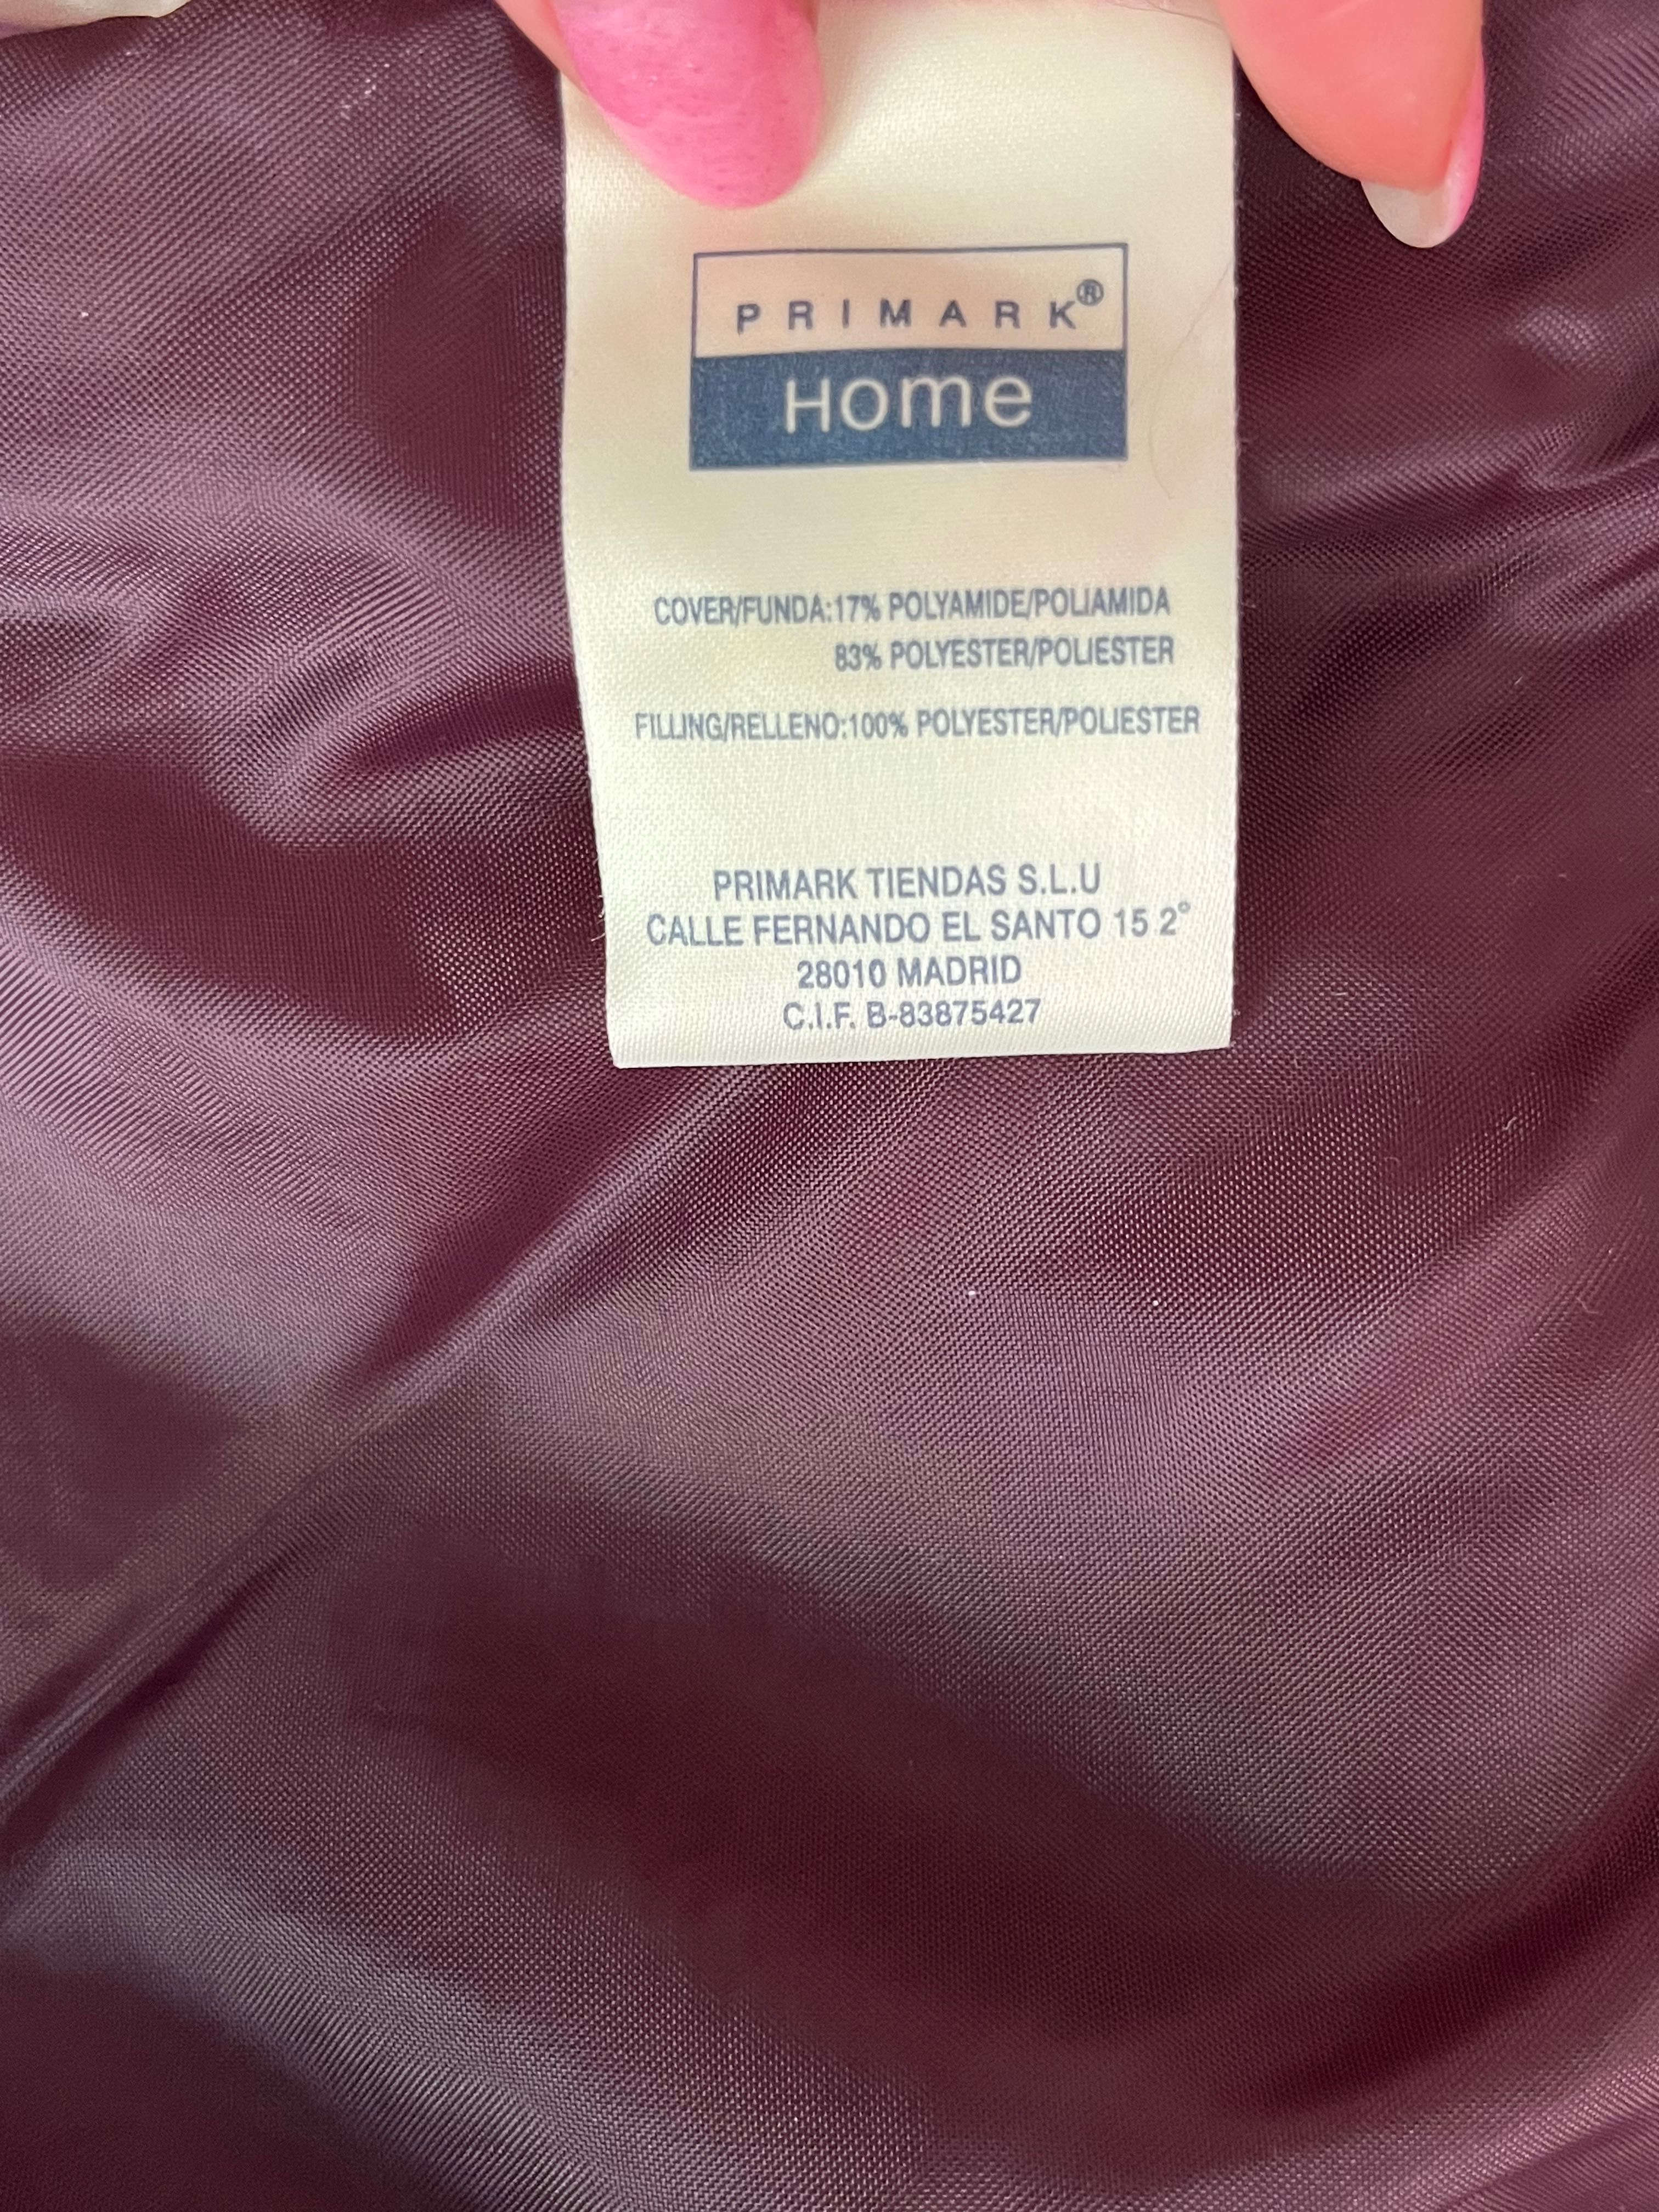 PRIMARK®
Home
COVER/FUNDA:17% POLYAMIDE/POLIAMIDA
83% POLYESTER/POLIESTER
FILLING/RELLENO:100% POLYESTER/POLIESTER
PRIMARK TIENDAS S.L.U
CALLE FERNANDO EL SANTO 15 2°
28010 MADRID
C.I.F. B-83875427